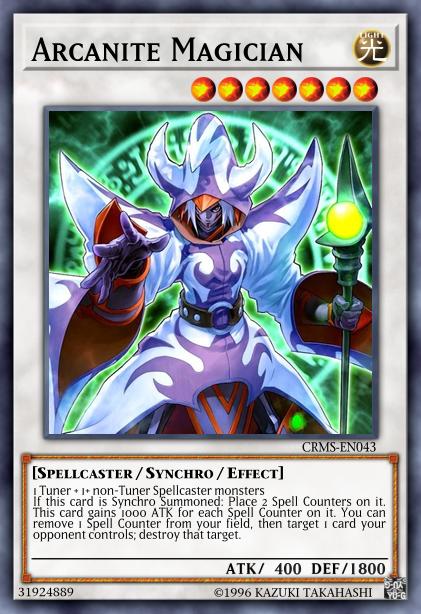 Arcanite Magician
LIGHT
光
CRMS-EN043
[Spellcaster / Synchro / Effect]
1 Tuner + 1+ non-Tuner Spellcaster monsters
If this card is Synchro Summoned: Place 2 Spell Counters on it.
This card gains 1000 ATK for each Spell Counter on it. You can
remove 1 Spell Counter from your field, then target 1 card your
opponent controls; destroy that target.
ATK/ 400 DEF/1800
31924889
©1996 KAZUKI TAKAHASHI